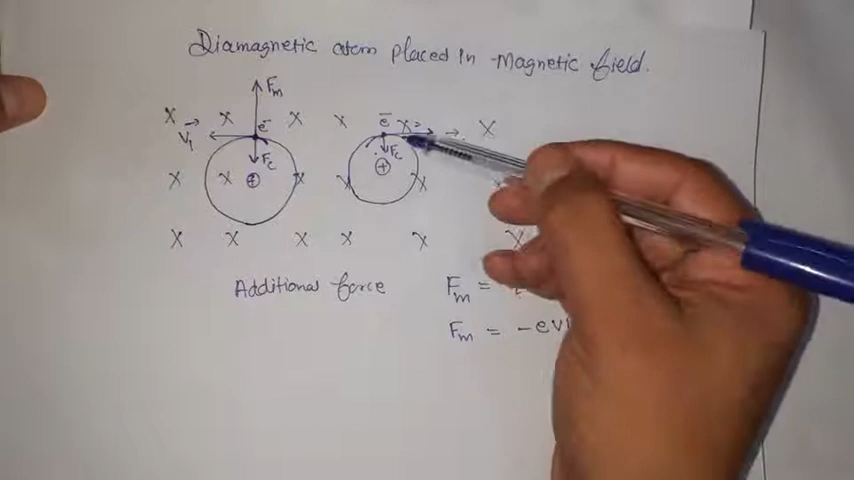 Diamagnetic atom placed in Magnetic field.
Fm
X X X X X X
V₁ e⁻ e⁻
Fc Fc
X X + X X + X
X X X X X X
Additional force Fm =
Fm = -ev